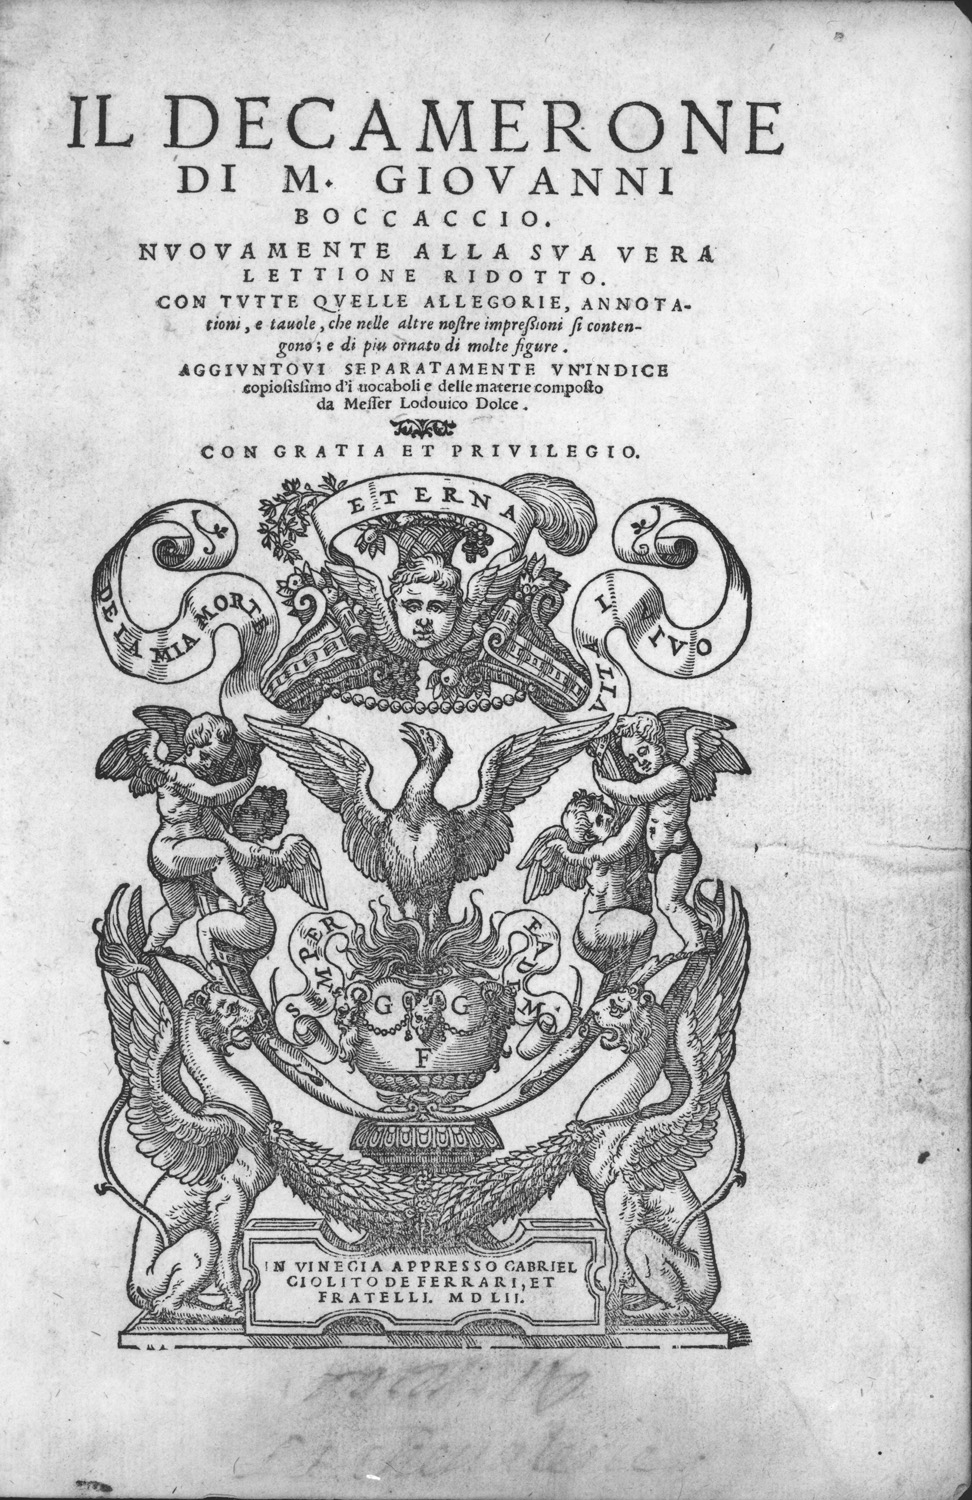 IL DECAMERONE
DI M. GIOVANNI
BOCCACCIO.
NVOVAMENTE ALLA SVA VERA
LETTIONE RIDOTTO.
CON TVTTE QVELLE ALLEGORIE, ANNOTA-
tioni, e tauole, che nelle altre noſtre impreſsioni ſi conten-
gono; e di piu ornato di molte figure.
AGGIVNTOVI SEPARATAMENTE VN'INDICE
copioſiſsimo d'i uocaboli e delle materie compoſto
da Meſſer Lodouico Dolce.
CON GRATIA ET PRIVILEGIO.
DE LA MIA MORTE
ETERNA
I VIVO
SEMPER
EADEM
G G
F
IN VINEGIA APPRESSO GABRIEL
GIOLITO DE FERRARI, ET
FRATELLI. MDLII.